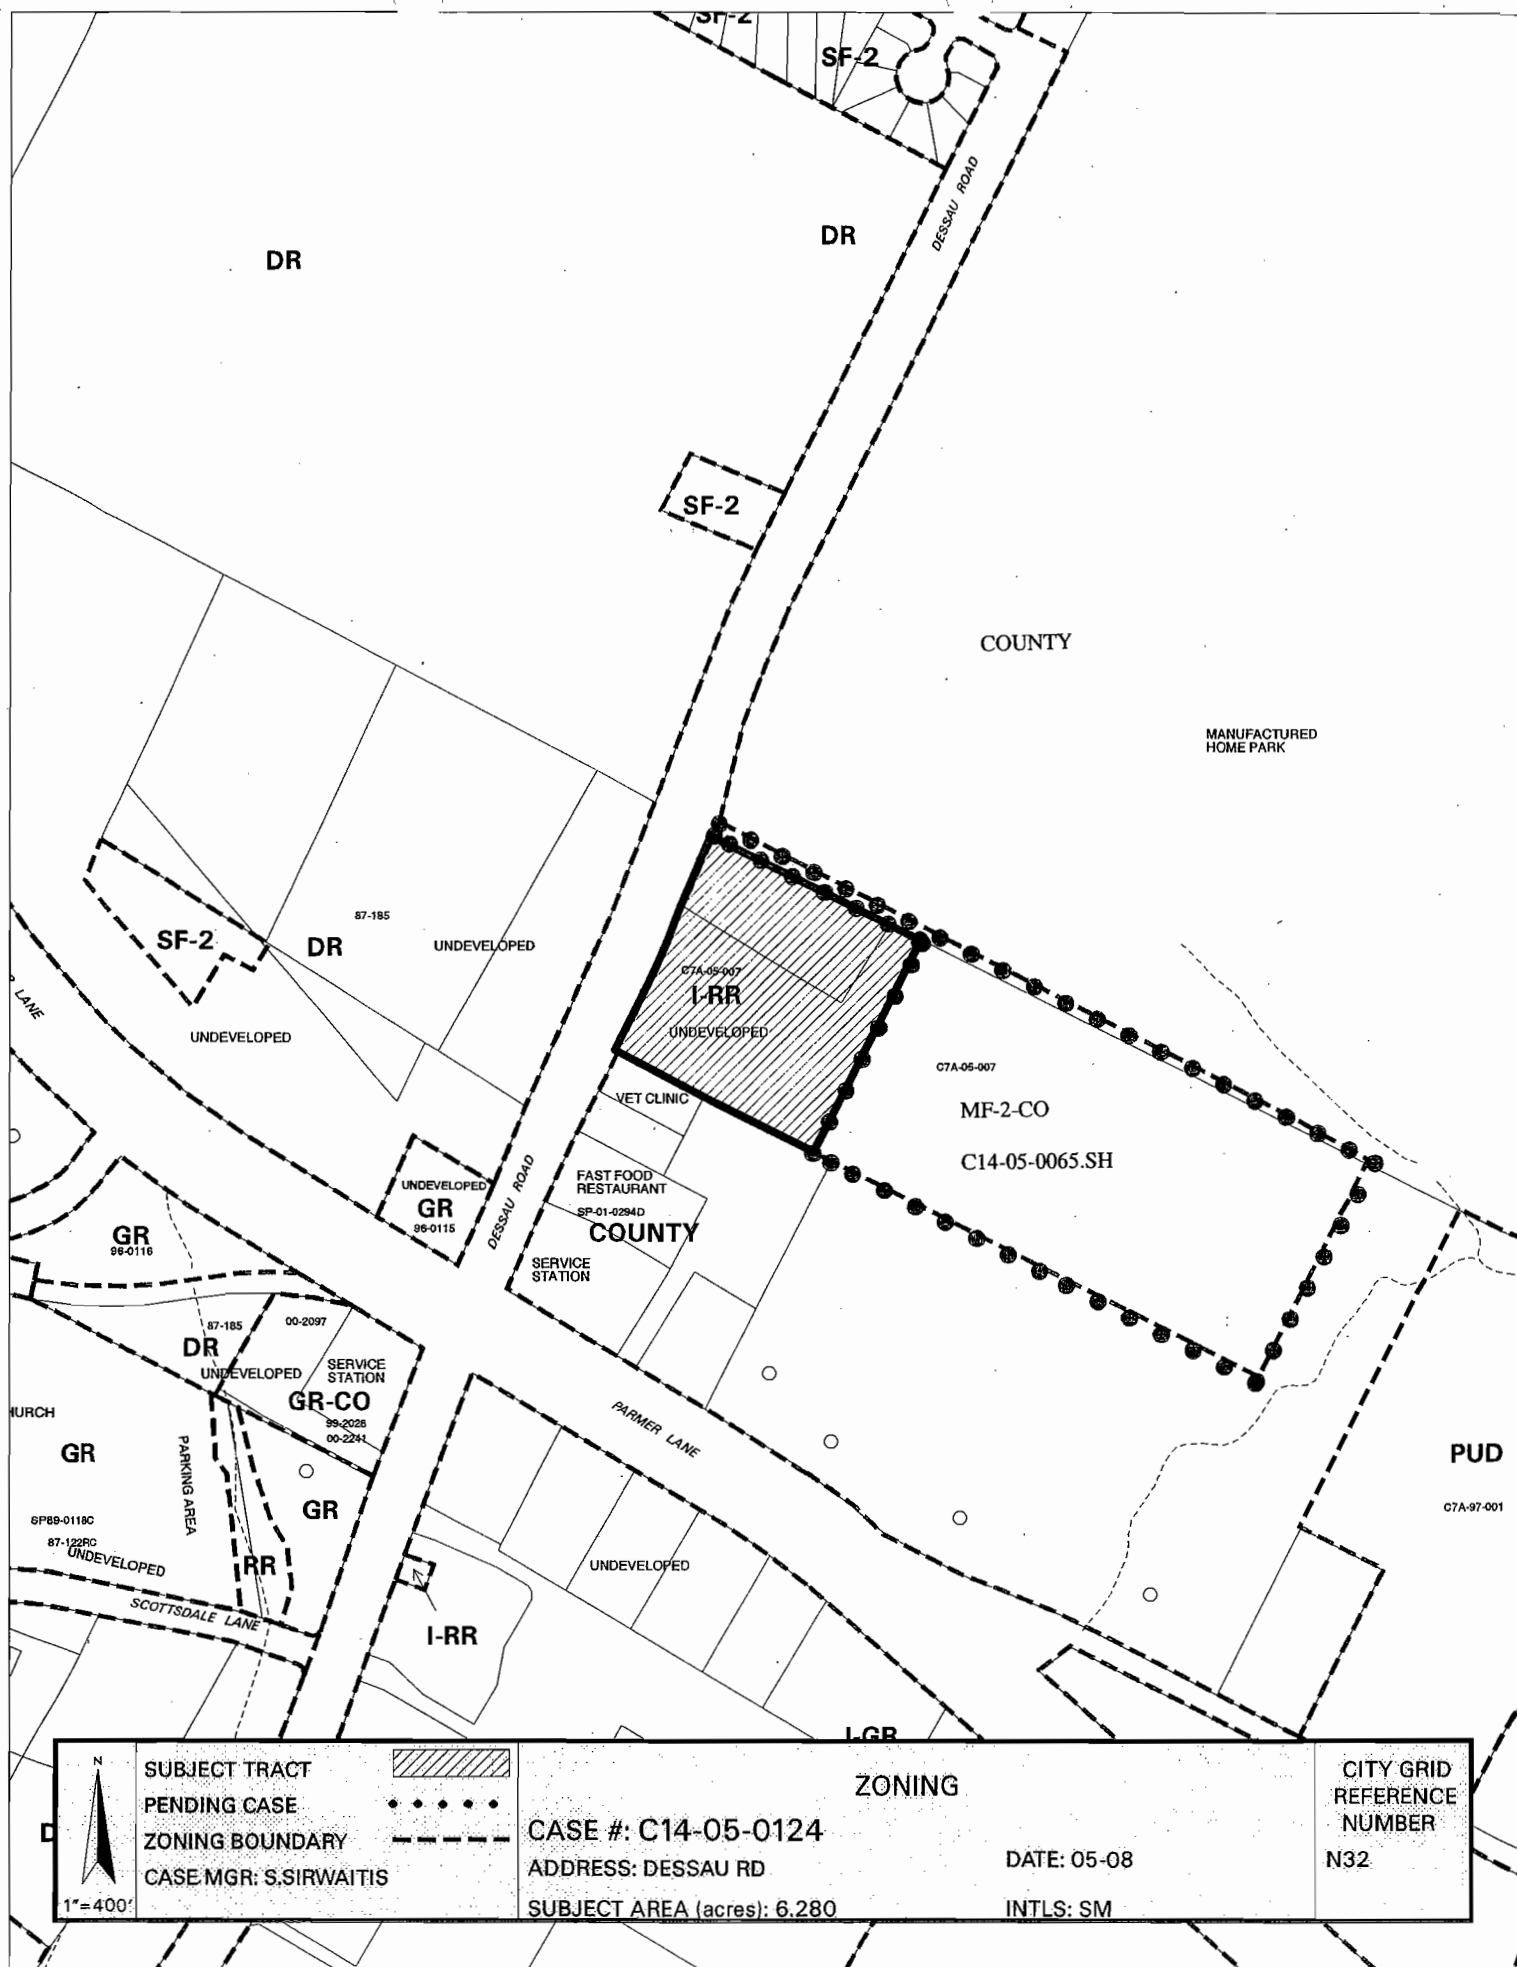 SF-2
SF-2
DESSAU ROAD
DR
DR
SF-2
COUNTY
MANUFACTURED
HOME PARK
87-185
SF-2
DR
UNDEVELOPED
C7A-05-007
I-RR
UNDEVELOPED
LANE
UNDEVELOPED
C7A-05-007
VET CLINIC
MF-2-CO
C14-05-0065.SH
FAST FOOD
RESTAURANT
SP-01-0294D
COUNTY
UNDEVELOPED
GR
96-0115
DESSAU ROAD
SERVICE
STATION
GR
96-0116
87-185
00-2097
DR
UNDEVELOPED
SERVICE
STATION
GR-CO
99-2026
00-2241
HURCH
GR
PARKING AREA
PARMER LANE
PUD
C7A-97-001
GR
SP89-0118C
87-122RC
UNDEVELOPED
RR
UNDEVELOPED
SCOTTSDALE LANE
I-RR
I-GR
D
N
1"=400'
SUBJECT TRACT
PENDING CASE
ZONING BOUNDARY
CASE MGR: S.SIRWAITIS
ZONING
CASE #: C14-05-0124
ADDRESS: DESSAU RD
SUBJECT AREA (acres): 6.280
DATE: 05-08
INTLS: SM
CITY GRID
REFERENCE
NUMBER
N32